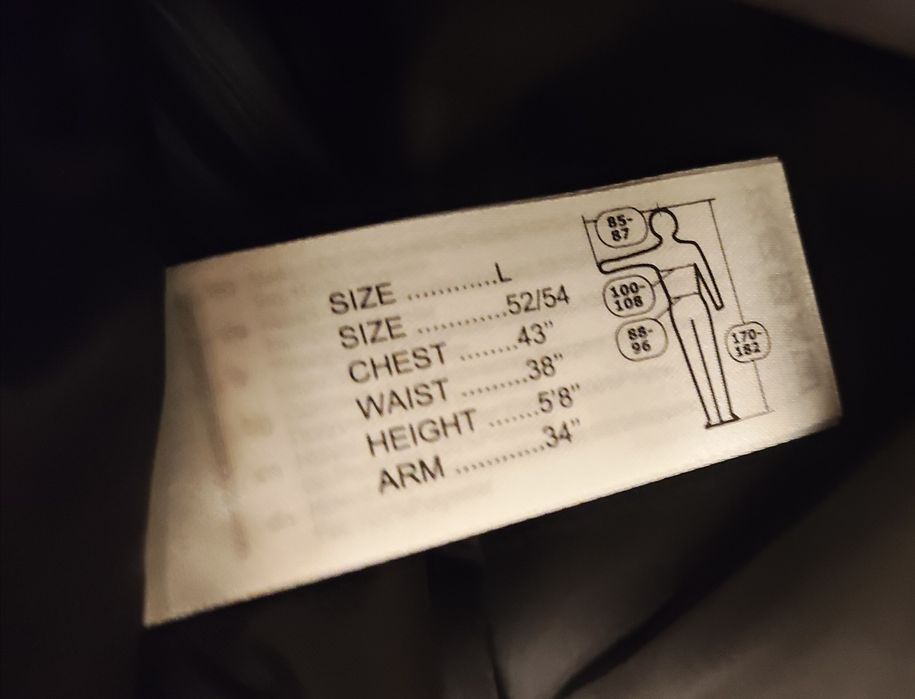 SIZE ............L
SIZE .............52/54
CHEST ........43"
WAIST .........38"
HEIGHT .......5'8"
ARM .............34"
85-
87
100-
108
88-
96
170-
182